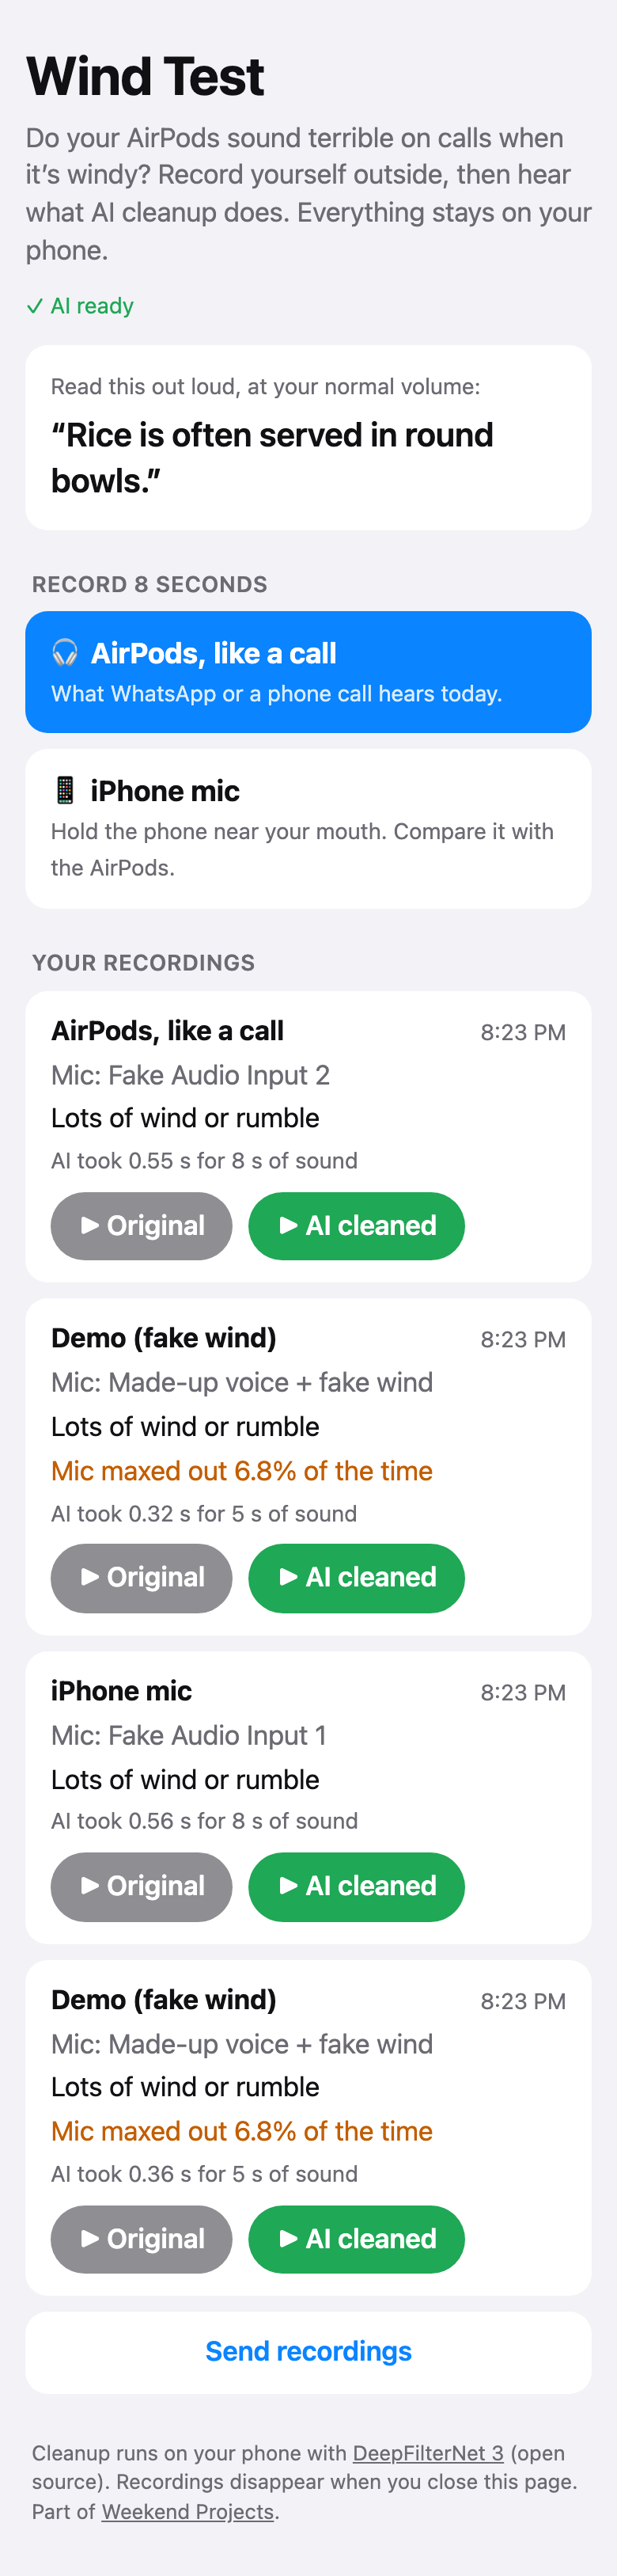 Wind Test
Do your AirPods sound terrible on calls when
it’s windy? Record yourself outside, then hear
what AI cleanup does. Everything stays on your
phone.
✓ AI ready
Read this out loud, at your normal volume:
“Rice is often served in round
bowls.”
RECORD 8 SECONDS
🎧 AirPods, like a call
What WhatsApp or a phone call hears today.
📱 iPhone mic
Hold the phone near your mouth. Compare it with
the AirPods.
YOUR RECORDINGS
AirPods, like a call 8:23 PM
Mic: Fake Audio Input 2
Lots of wind or rumble
AI took 0.55 s for 8 s of sound
▶ Original ▶ AI cleaned
Demo (fake wind) 8:23 PM
Mic: Made-up voice + fake wind
Lots of wind or rumble
Mic maxed out 6.8% of the time
AI took 0.32 s for 5 s of sound
▶ Original ▶ AI cleaned
iPhone mic 8:23 PM
Mic: Fake Audio Input 1
Lots of wind or rumble
AI took 0.56 s for 8 s of sound
▶ Original ▶ AI cleaned
Demo (fake wind) 8:23 PM
Mic: Made-up voice + fake wind
Lots of wind or rumble
Mic maxed out 6.8% of the time
AI took 0.36 s for 5 s of sound
▶ Original ▶ AI cleaned
Send recordings
Cleanup runs on your phone with DeepFilterNet 3 (open
source). Recordings disappear when you close this page.
Part of Weekend Projects.